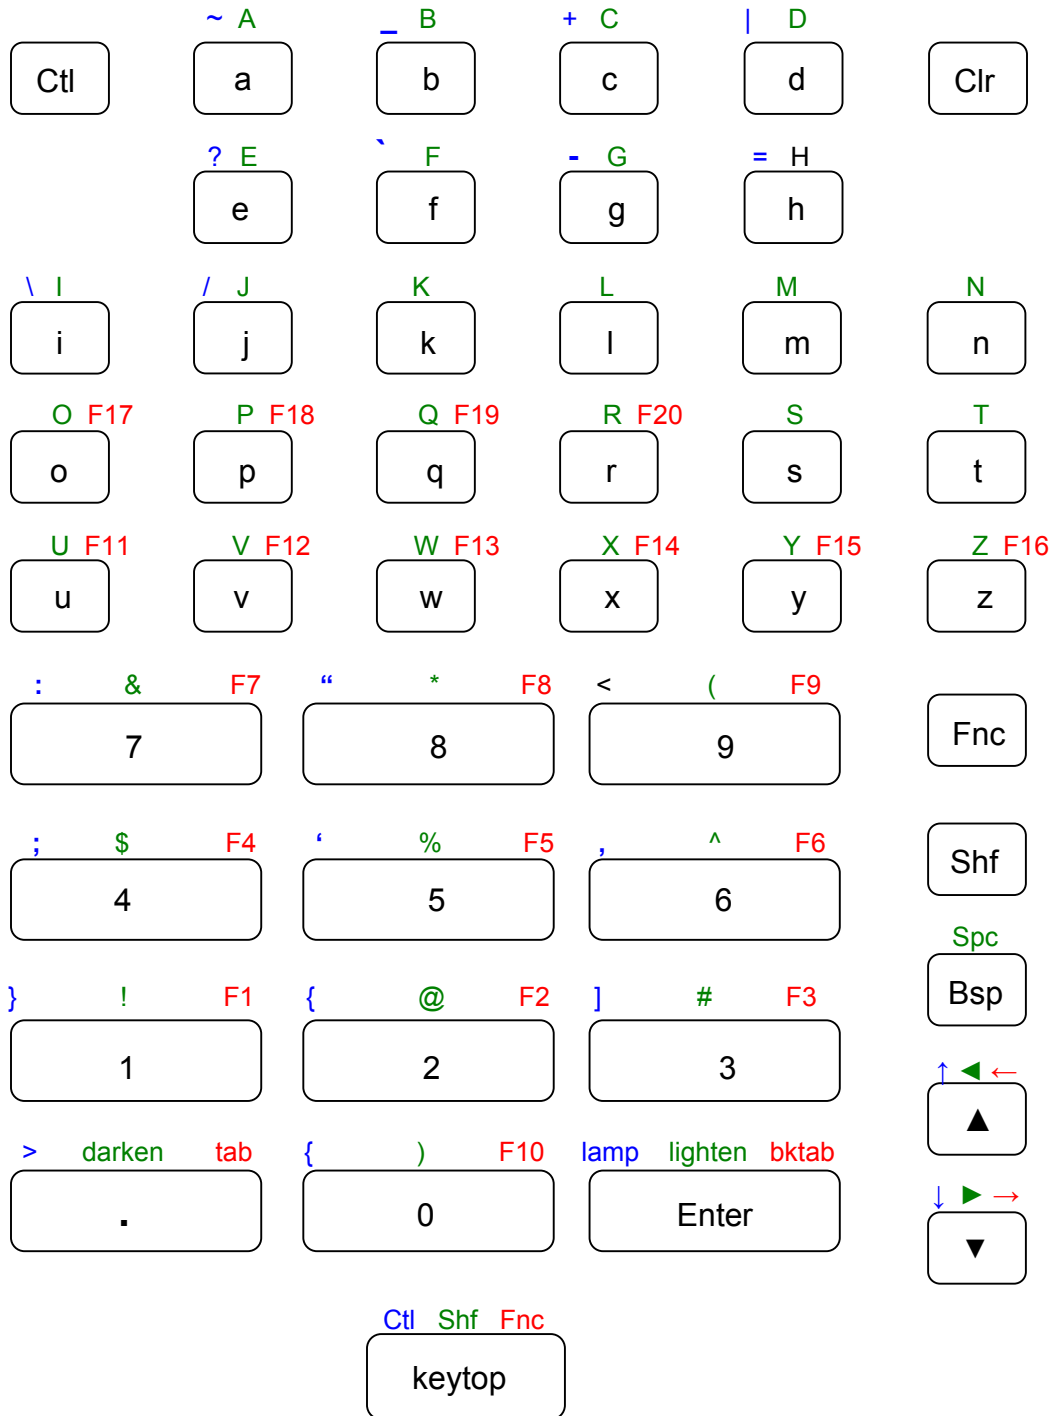 ~ A _ B + C | D
Ctl a b c d Clr
? E ` F - G = H
e f g h
\ I / J K L M N
i j k l m n
O F17 P F18 Q F19 R F20 S T
o p q r s t
U F11 V F12 W F13 X F14 Y F15 Z F16
u v w x y z
: & F7 “ * F8 < ( F9
7 8 9 Fnc
; $ F4 ‘ % F5 , ^ F6
4 5 6 Shf
Spc
} ! F1 { @ F2 ] # F3
1 2 3 Bsp
↑ ◄ ←
▲
> darken tab { ) F10 lamp lighten bktab
. 0 Enter
↓ ► →
▼
Ctl Shf Fnc
keytop